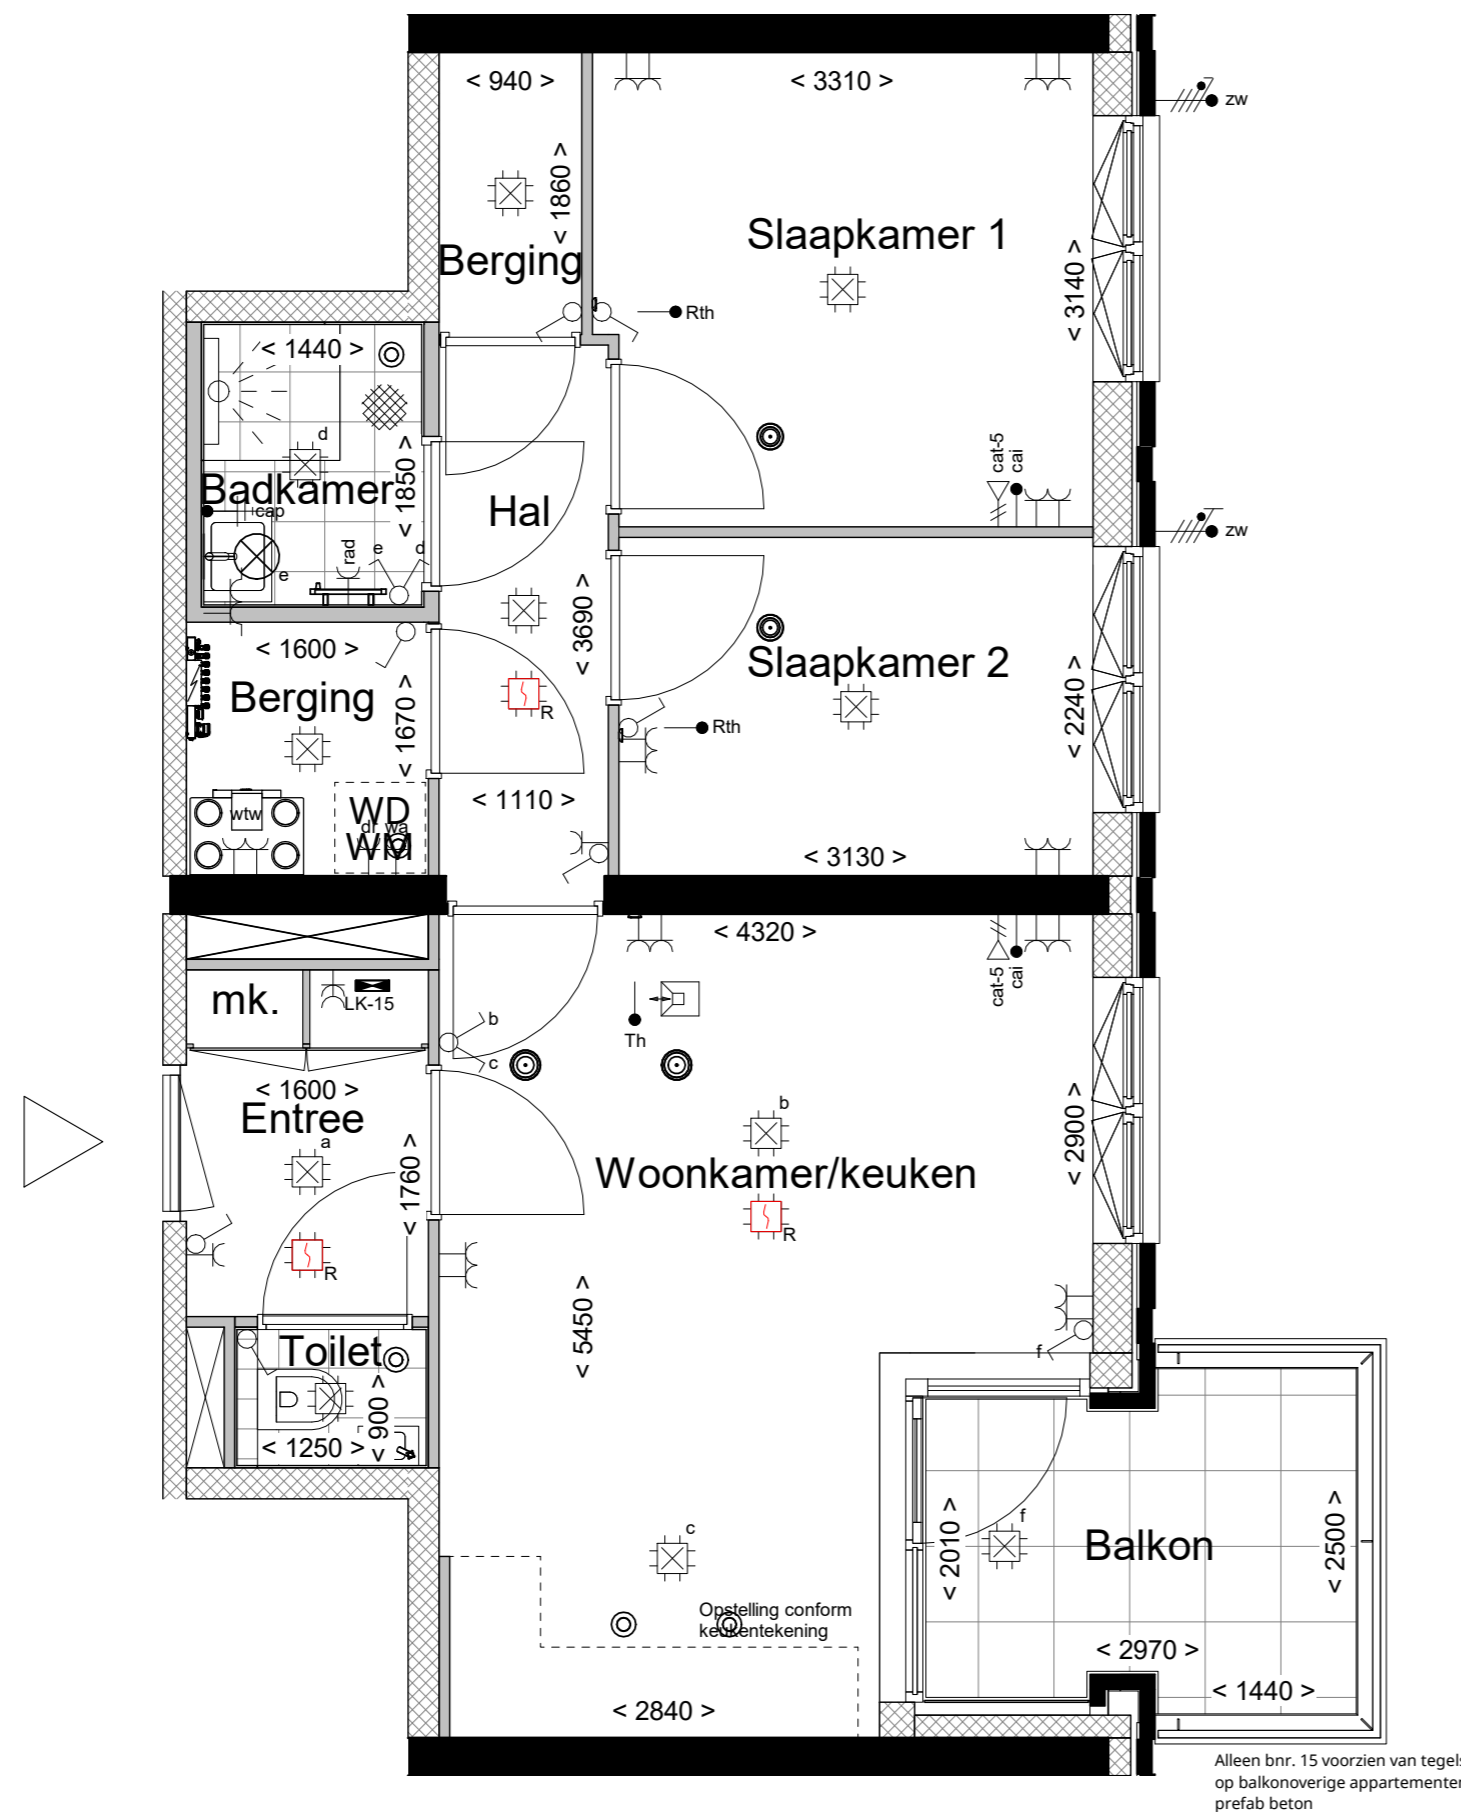 < 940 >
< 3310 >
zw
< 1860 >
Slaapkamer 1
Berging
< 3140 >
Rth
< 1440 >
d
cat-5
cai
Badkamer
< 1850 >
Hal
cap
zw
rad
e
d
e
< 3690 >
< 1600 >
Slaapkamer 2
Berging
< 1670 >
R
Rth
< 2240 >
< 1110 >
wtw
WD
dr
wa
WM
< 3130 >
< 4320 >
cat-5
cai
mk.
LK-15
b
Th
c
< 1600 >
Entree
a
b
< 2900 >
< 1760 >
Woonkamer/keuken
R
R
< 5450 >
Toilet
f
< 900 >
< 1250 >
c
f
< 2010 >
Balkon
< 2500 >
Opstelling conform
keukentekening
< 2970 >
< 2840 >
< 1440 >
Alleen bnr. 15 voorzien van tegels
op balkonoverige appartementen
prefab beton